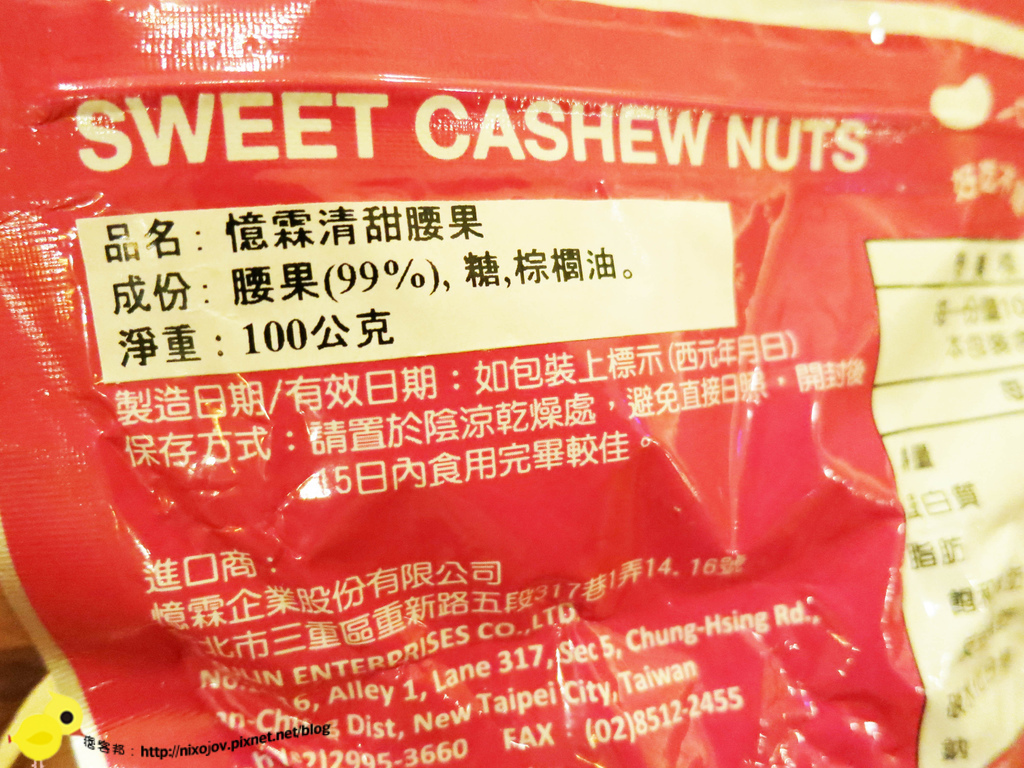 SWEET CASHEW NUTS
品名：憶霖清甜腰果
成份：腰果(99%), 糖,棕櫚油。
淨重：100公克
製造日期/有效日期：如包裝上標示(西元年月日)
保存方式：請置於陰涼乾燥處，避免直接日照，開封後
15日內食用完畢較佳。
進口商：
憶霖企業股份有限公司
北市三重區重新路五段317巷1弄14. 16號
ENTERPRISES CO.,LTD
6, Alley 1, Lane 317, Sec 5, Chung-Hsing Rd.,
Dist, New Taipei City, Taiwan
2995-3660 FAX：(02)8512-2455
白質
脂肪
鈉
痞客邦：http://nixojov.pixnet.net/blog